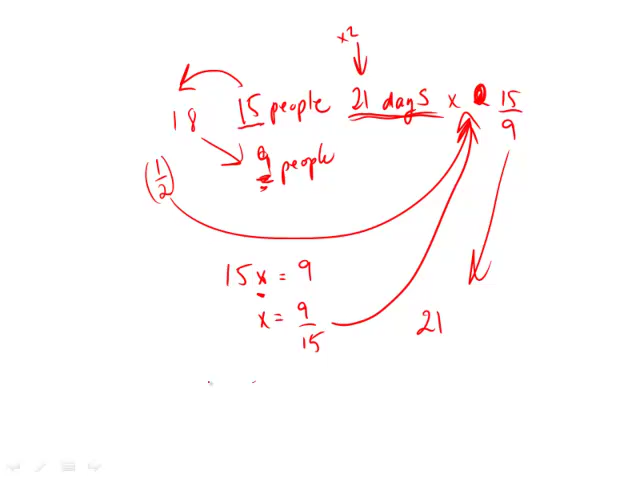 x2
15 people 21 days x 15/9
18
9 people
(1/2)
15x = 9
x = 9/15
21